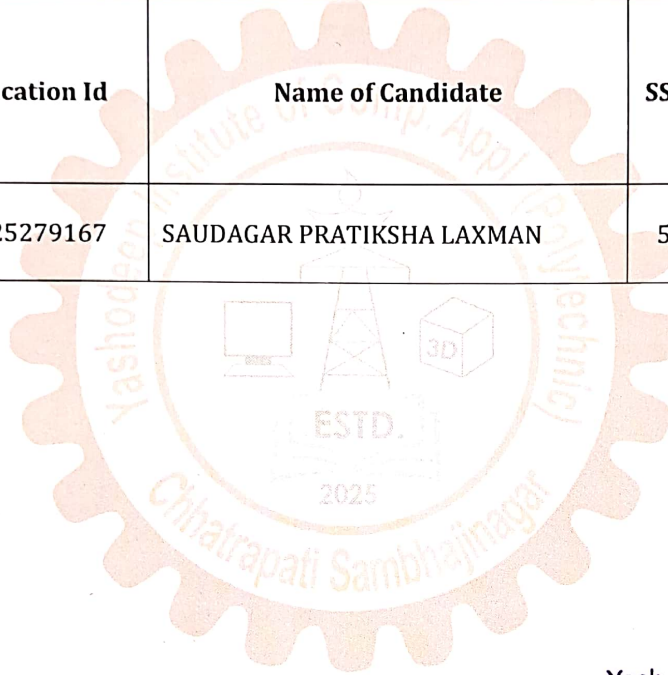 cation Id Name of Candidate SS
25279167 SAUDAGAR PRATIKSHA LAXMAN 5
Yashodeep Institute of Comp. Appl (Polytechnic)
3D
ESTD.
2025
Chhatrapati Sambhajinagar